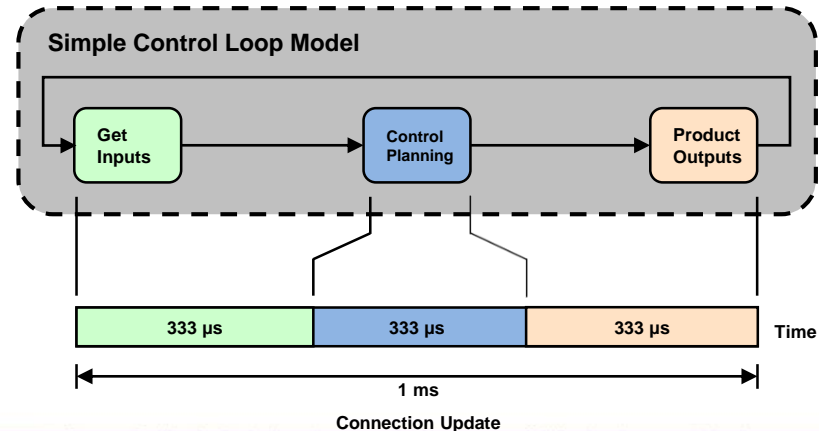 Simple Control Loop Model
Get
Inputs
Control
Planning
Product
Outputs
333 µs
333 µs
333 µs
Time
1 ms
Connection Update